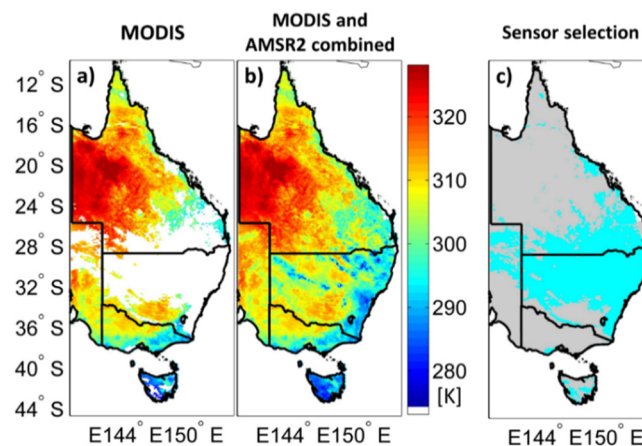 MODIS
MODIS and
AMSR2 combined
Sensor selection
a)
b)
c)
12° S
16° S
20° S
24° S
28° S
32° S
36° S
40° S
44° S
320
310
300
290
280
[K]
E144° E150° E
E144° E150° E
E144° E150° E